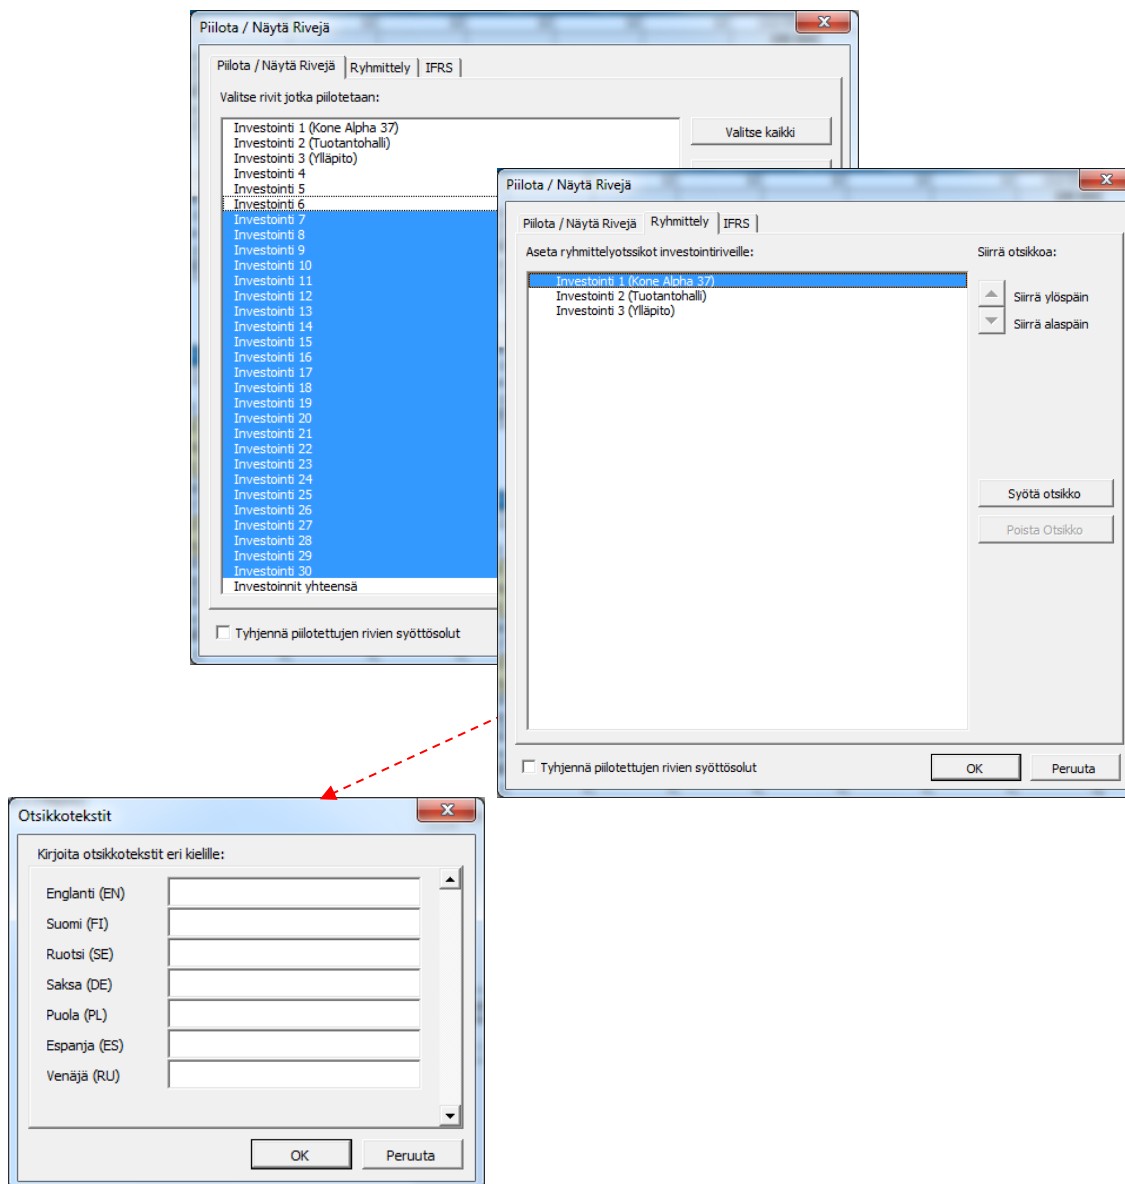 Piilota / Näytä Rivejä
Piilota / Näytä Rivejä Ryhmittely IFRS
Valitse rivit jotka piilotetaan:
Investointi 1 (Kone Alpha 37)
Investointi 2 (Tuotantohalli)
Investointi 3 (Ylläpito)
Investointi 4
Investointi 5
Investointi 6
Investointi 7
Investointi 8
Investointi 9
Investointi 10
Investointi 11
Investointi 12
Investointi 13
Investointi 14
Investointi 15
Investointi 16
Investointi 17
Investointi 18
Investointi 19
Investointi 20
Investointi 21
Investointi 22
Investointi 23
Investointi 24
Investointi 25
Investointi 26
Investointi 27
Investointi 28
Investointi 29
Investointi 30
Investoinnit yhteensä
Valitse kaikki
Tyhjennä piilotettujen rivien syöttösolut
Piilota / Näytä Rivejä
Piilota / Näytä Rivejä Ryhmittely IFRS
Aseta ryhmittelyotssikot investointiriveille:
Investointi 1 (Kone Alpha 37)
Investointi 2 (Tuotantohalli)
Investointi 3 (Ylläpito)
Siirrä otsikkoa:
Siirrä ylöspäin
Siirrä alaspäin
Syötä otsikko
Poista Otsikko
Tyhjennä piilotettujen rivien syöttösolut
OK Peruuta
Otsikkotekstit
Kirjoita otsikkotekstit eri kielille:
Englanti (EN)
Suomi (FI)
Ruotsi (SE)
Saksa (DE)
Puola (PL)
Espanja (ES)
Venäjä (RU)
OK Peruuta